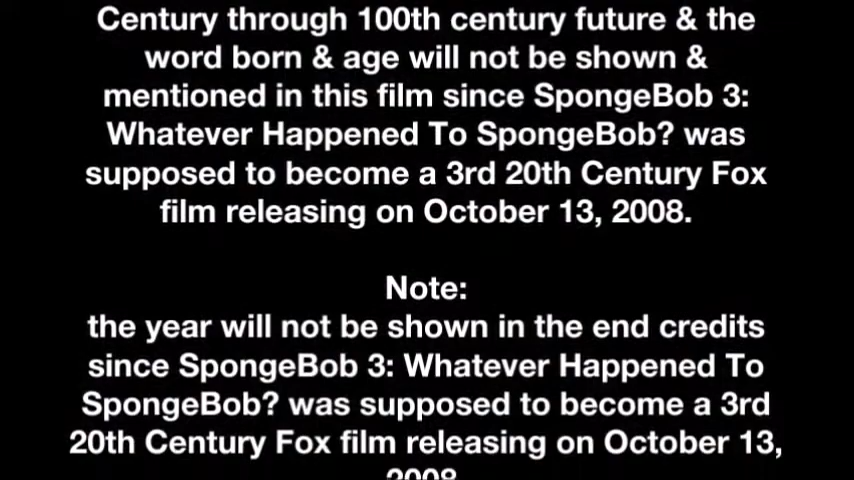 Century through 100th century future & the
word born & age will not be shown &
mentioned in this film since SpongeBob 3:
Whatever Happened To SpongeBob? was
supposed to become a 3rd 20th Century Fox
film releasing on October 13, 2008.
Note:
the year will not be shown in the end credits
since SpongeBob 3: Whatever Happened To
SpongeBob? was supposed to become a 3rd
20th Century Fox film releasing on October 13,
2008.